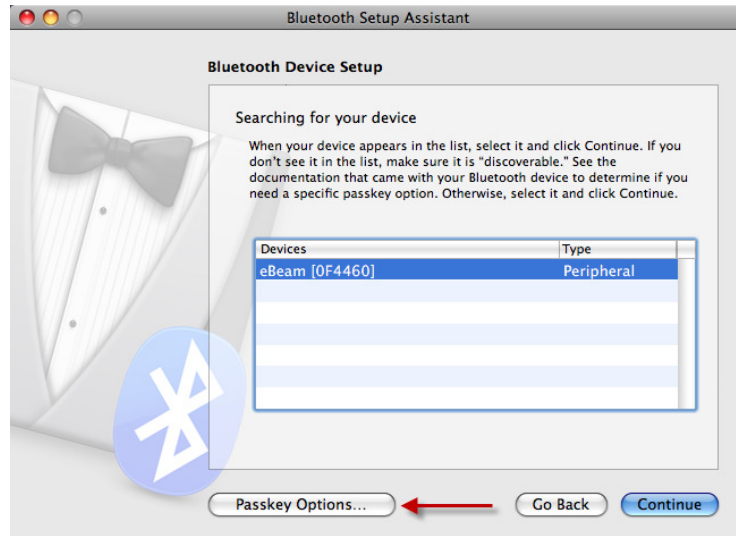 Bluetooth Setup Assistant
Bluetooth Device Setup
Searching for your device
When your device appears in the list, select it and click Continue. If you
don't see it in the list, make sure it is "discoverable." See the
documentation that came with your Bluetooth device to determine if you
need a specific passkey option. Otherwise, select it and click Continue.
Devices Type
eBeam [0F4460] Peripheral
Passkey Options... Go Back Continue